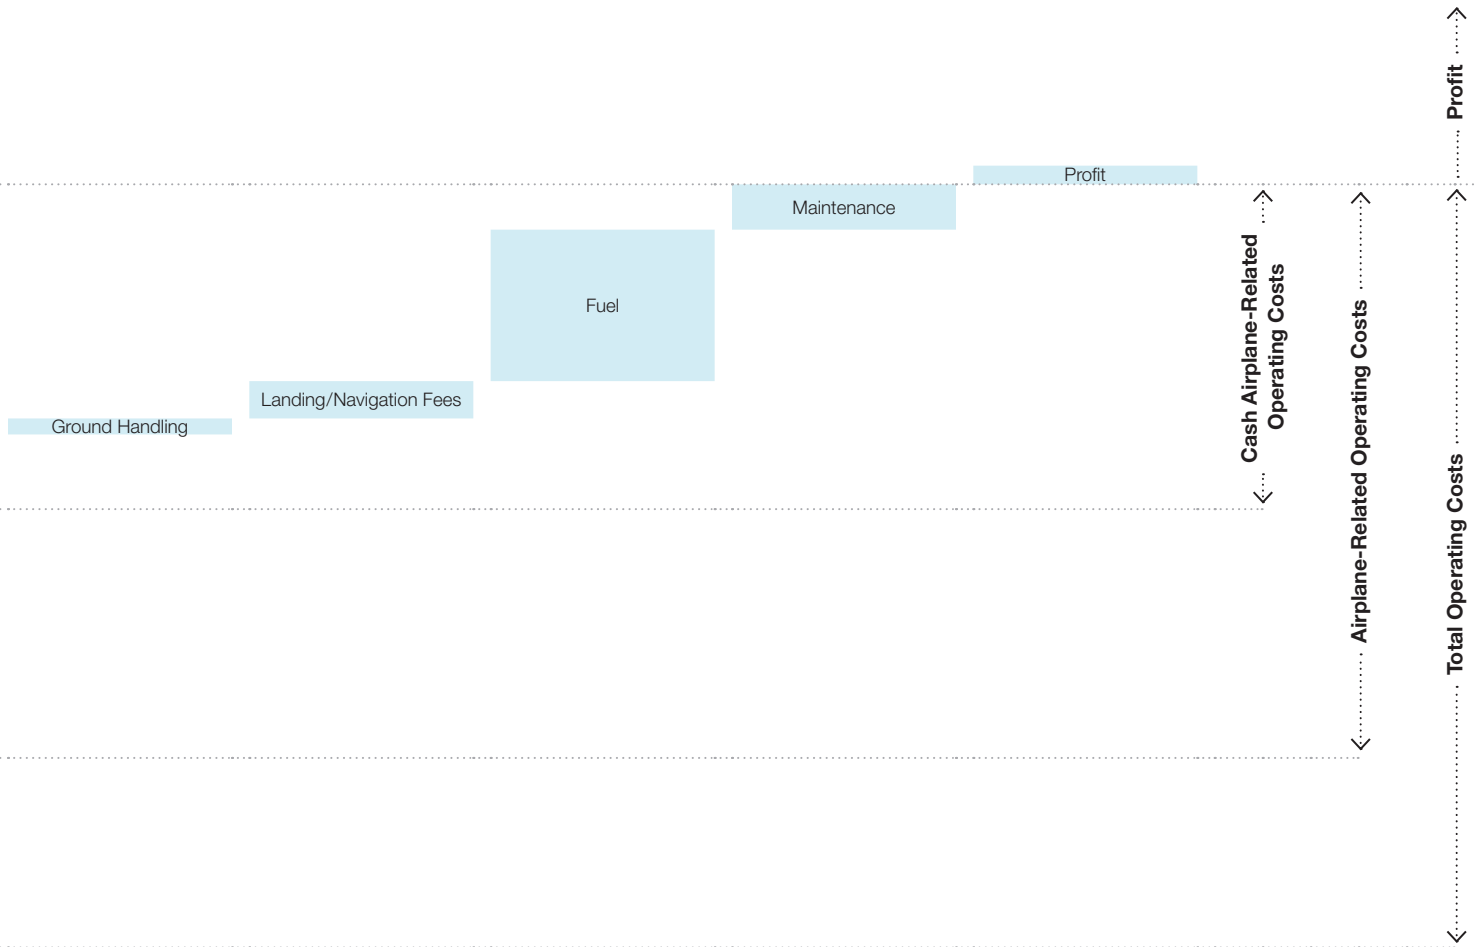 Profit
Profit
Maintenance
Fuel
Landing/Navigation Fees
Ground Handling
Cash Airplane-Related
Operating Costs
Airplane-Related Operating Costs
Total Operating Costs